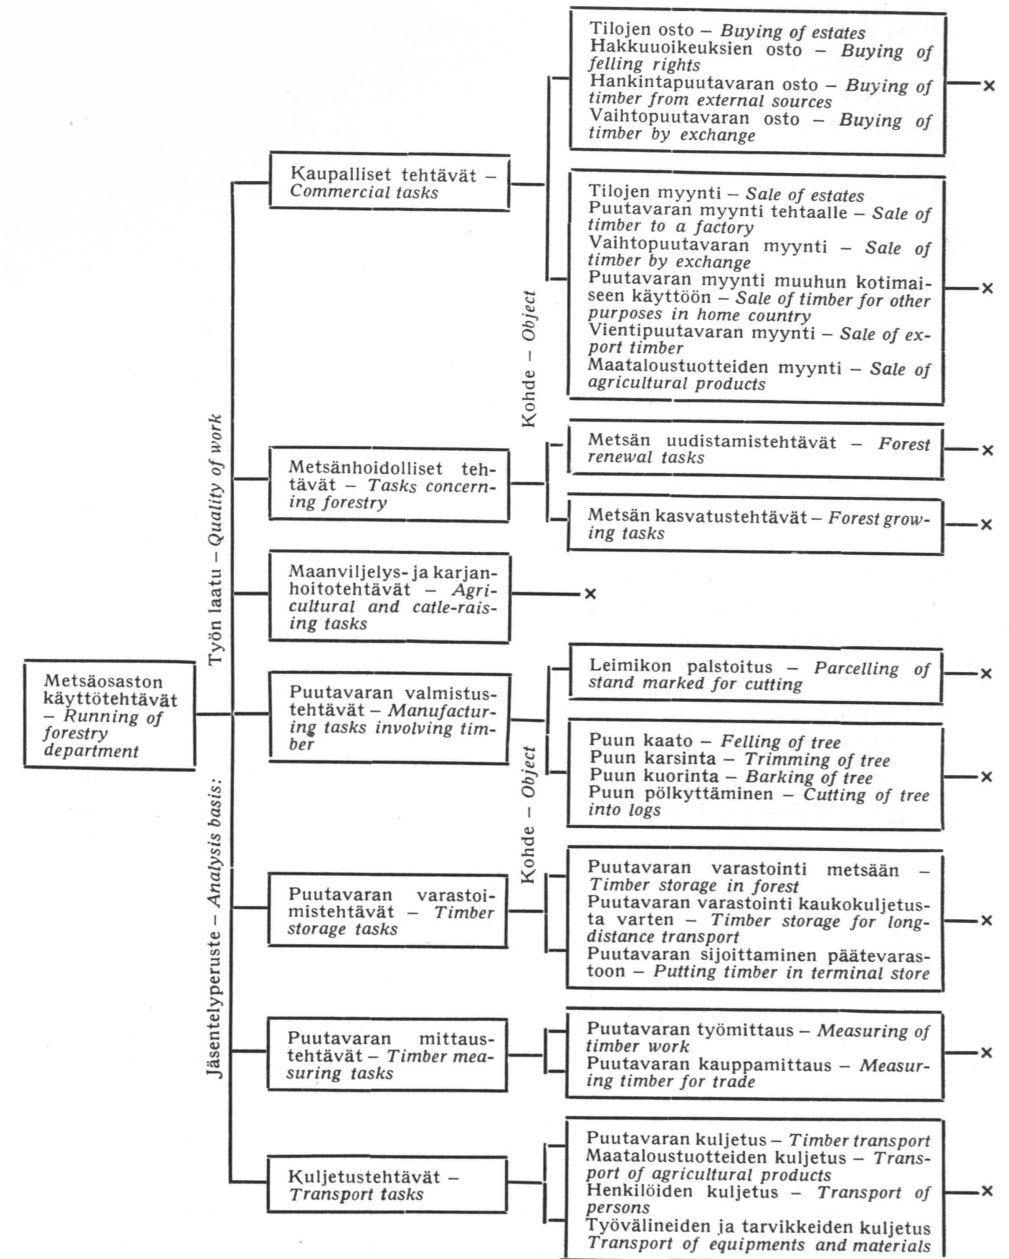 Tilojen osto – Buying of estates
Hakkuuoikeuksien osto – Buying of
felling rights
Hankintapuutavaran osto – Buying of
timber from external sources
Vaihtopuutavaran osto – Buying of
timber by exchange
×
Kaupalliset tehtävät –
Commercial tasks
Tilojen myynti – Sale of estates
Puutavaran myynti tehtaalle – Sale of
timber to a factory
Vaihtopuutavaran myynti – Sale of
timber by exchange
Puutavaran myynti muuhun kotimai-
seen käyttöön – Sale of timber for other
purposes in home country
Vientipuutavaran myynti – Sale of ex-
port timber
Maataloustuotteiden myynti – Sale of
agricultural products
×
Kohde – Object
Metsänhoidolliset teh-
tävät – Tasks concern-
ing forestry
Metsän uudistamistehtävät – Forest
renewal tasks
×
Metsän kasvatustehtävät – Forest grow-
ing tasks
×
Maanviljelys- ja karjan-
hoitotehtävät – Agri-
cultural and catle-rais-
ing tasks
×
Metsäosaston
käyttötehtävät
– Running of
forestry
department
Jäsentelyperuste – Analysis basis:
Työn laatu – Quality of work
Puutavaran valmistus-
tehtävät – Manufactur-
ing tasks involving tim-
ber
Leimikon palstoitus – Parcelling of
stand marked for cutting
×
Puun kaato – Felling of tree
Puun karsinta – Trimming of tree
Puun kuorinta – Barking of tree
Puun pölkyttäminen – Cutting of tree
into logs
×
Kohde – Object
Puutavaran varastoi-
mistehtävät – Timber
storage tasks
Puutavaran varastointi metsään –
Timber storage in forest
Puutavaran varastointi kaukokuljetus-
ta varten – Timber storage for long-
distance transport
Puutavaran sijoittaminen päätevaras-
toon – Putting timber in terminal store
×
Puutavaran mittaus-
tehtävät – Timber mea-
suring tasks
Puutavaran työmittaus – Measuring of
timber work
Puutavaran kauppamittaus – Measur-
ing timber for trade
×
Kuljetustehtävät –
Transport tasks
Puutavaran kuljetus – Timber transport
Maataloustuotteiden kuljetus – Trans-
port of agricultural products
Henkilöiden kuljetus – Transport of
persons
Työvälineiden ja tarvikkeiden kuljetus
Transport of equipments and materials
×